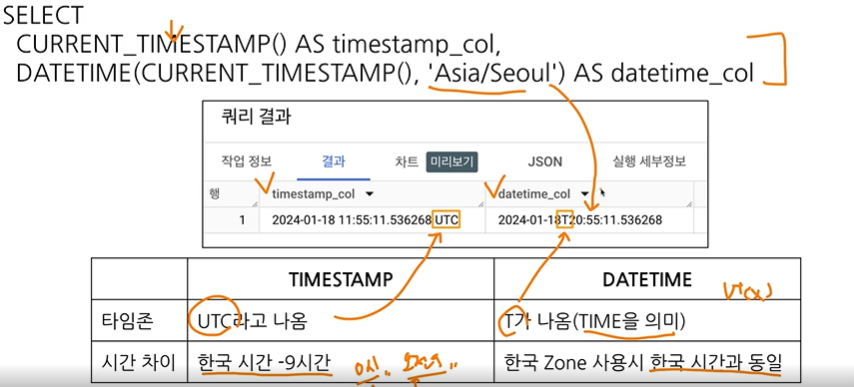 SELECT
CURRENT_TIMESTAMP() AS timestamp_col,
DATETIME(CURRENT_TIMESTAMP(), 'Asia/Seoul') AS datetime_col
쿼리 결과
작업 정보 결과 차트 미리보기 JSON 실행 세부정보
행 timestamp_col datetime_col
1 2024-01-18 11:55:11.536268 UTC 2024-01-18T20:55:11.536268
TIMESTAMP DATETIME
타임존 UTC라고 나옴 T가 나옴(TIME을 의미)
시간 차이 한국 시간 -9시간 한국 Zone 사용시 한국 시간과 동일